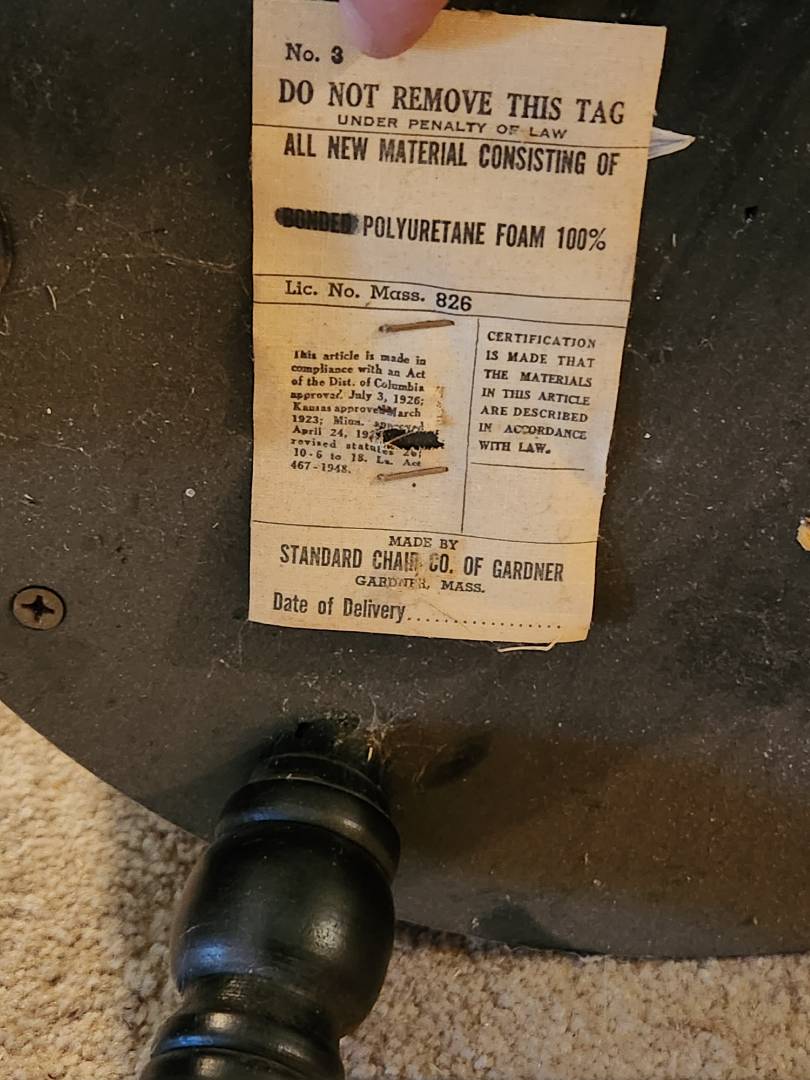 No. 3
DO NOT REMOVE THIS TAG
UNDER PENALTY OF LAW
ALL NEW MATERIAL CONSISTING OF
BONDED POLYURETANE FOAM 100%
Lic. No. Mass. 826
This article is made in
compliance with an Act
of the Dist. of Columbia
approved July 3, 1926;
Kansas approved March
1923; Minn. approved
April 24, 19
revised statutes 26;
10-6 to 18. La. Act
467-1948.
CERTIFICATION
IS MADE THAT
THE MATERIALS
IN THIS ARTICLE
ARE DESCRIBED
IN ACCORDANCE
WITH LAW.
MADE BY
STANDARD CHAIR CO. OF GARDNER
GARDNER, MASS.
Date of Delivery..................